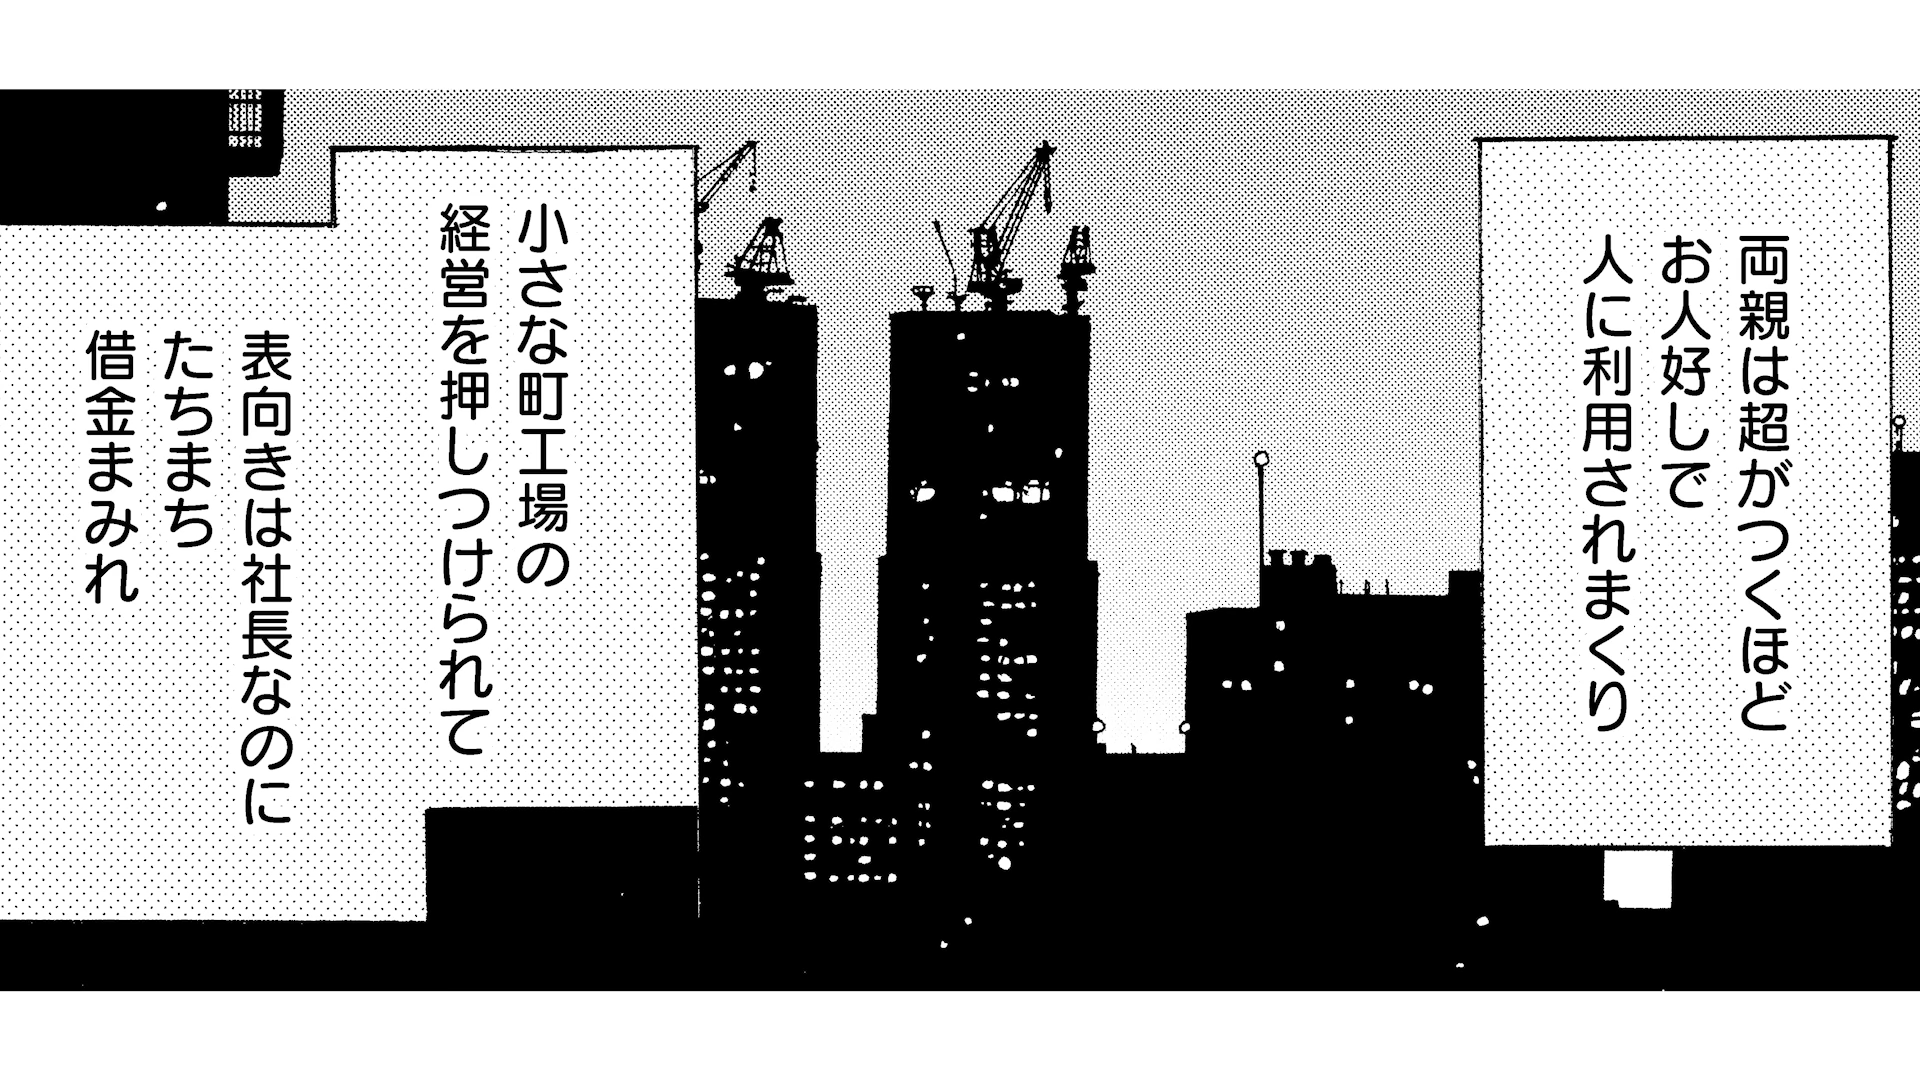 両親は超がつくほど
お人好しで
人に利用されまくり
小さな町工場の
経営を押しつけられて
表向きは社長なのに
たちまち
借金まみれ